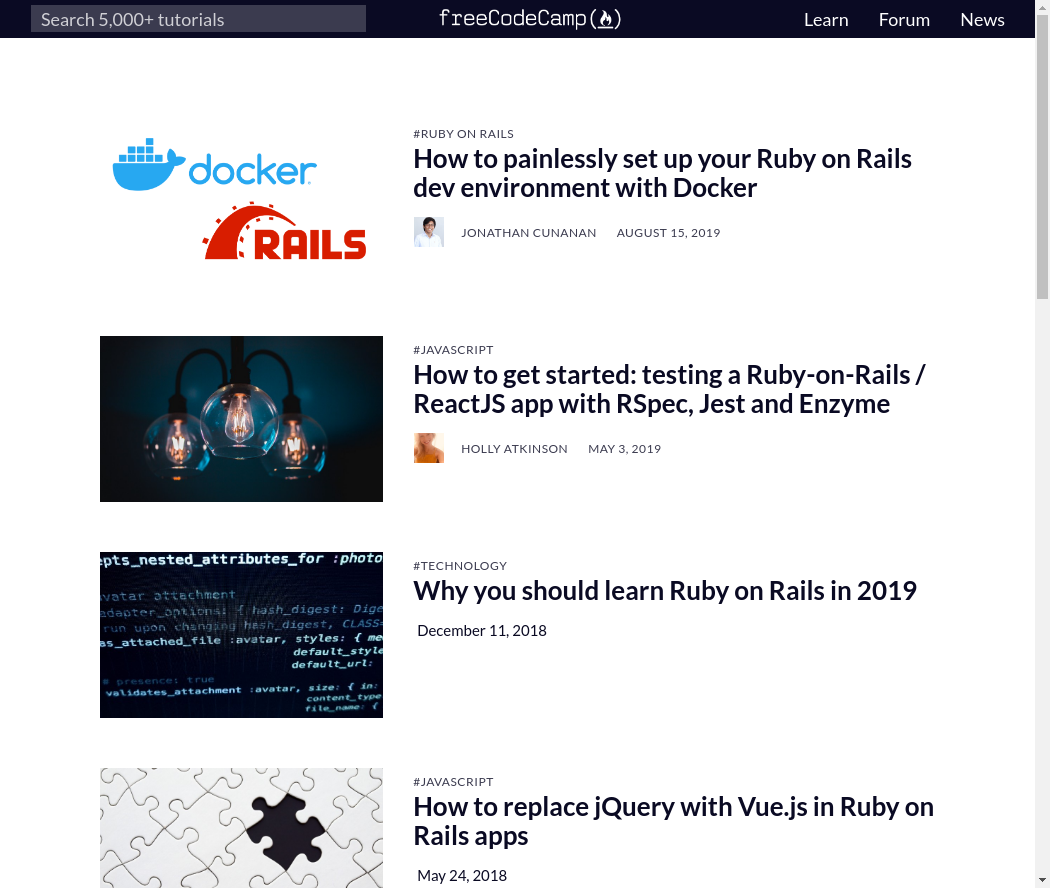 Search 5,000+ tutorials
freeCodeCamp
Learn
Forum
News
docker
RAILS
#RUBY ON RAILS
How to painlessly set up your Ruby on Rails
dev environment with Docker
JONATHAN CUNANAN
AUGUST 15, 2019
#JAVASCRIPT
How to get started: testing a Ruby-on-Rails /
ReactJS app with RSpec, Jest and Enzyme
HOLLY ATKINSON
MAY 3, 2019
epts_nested_attributes_for :photo
avatar attachment
adapter_options: { hash_digest: Dige
run upon changing hash_digest, CLASS=
as_attached_file :avatar, styles: { me
default_style
default_url:
# presence: true
validates_attachment :avatar, size: { in:
content_type
file_name: {
#TECHNOLOGY
Why you should learn Ruby on Rails in 2019
December 11, 2018
#JAVASCRIPT
How to replace jQuery with Vue.js in Ruby on
Rails apps
May 24, 2018